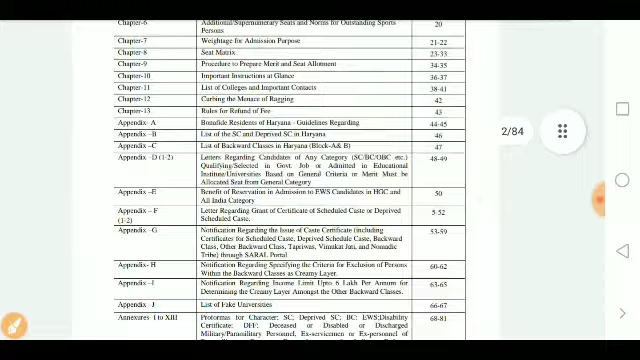 Chapter-6 Additional/Supernumerary Seats and Norms for Outstanding Sports 20
Persons
Chapter-7 Weightage for Admission Purpose 21-22
Chapter-8 Seat Matrix 23-33
Chapter-9 Procedure to Prepare Merit and Seat Allotment 34-35
Chapter-10 Important Instructions at Glance 36-37
Chapter-11 List of Colleges and Important Contacts 38-41
Chapter-12 Curbing the Menace of Ragging 42
Chapter-13 Rules for Refund of Fee 43
Appendix- A Bonafide Residents of Haryana - Guidelines Regarding 44-45
Appendix -B List of the SC and Deprived SC in Haryana 46
Appendix -C List of Backward Classes in Haryana (Block-A& B) 47
Appendix -D (1-2) Letters Regarding Candidates of Any Category (SC/BC/OBC etc.) 48-49
Qualifying/Selected in Govt. Job or Admitted in Educational
Institute/Universities Based on General Criteria or Merit Must be
Allocated Seat from General Category
Appendix -E Benefit of Reservation in Admission to EWS Candidates in HGC and 50
All India Category
Appendix - F Letter Regarding Grant of Certificate of Scheduled Caste or Deprived 5-52
(1-2) Scheduled Caste.
Appendix -G Notification Regarding the Issue of Caste Certificate (including 53-59
Certificates for Scheduled Caste, Deprived Schedule Caste, Backward
Class, Other Backward Class, Tapriwas, Vimukat Jati, and Nomadic
Tribe) through SARAL Portal
Appendix- H Notification Regarding Specifying the Criteria for Exclusion of Persons 60-62
Within the Backward Classes as Creamy Layer.
Appendix -I Notification Regarding Income Limit Upto 6 Lakh Per Annum for 63-65
Determining the Creamy Layer Amongst the Other Backward Classes.
Appendix - J List of Fake Universities 66-67
Annexures- I to XIII Proformas for Character; SC; Deprived SC; BC; EWS;Disability 68-81
Certificate; DFF; Deceased or Disabled or Discharged
Military/Paramilitary Personnel, Ex-servicemen or Ex-personnel of
2/84